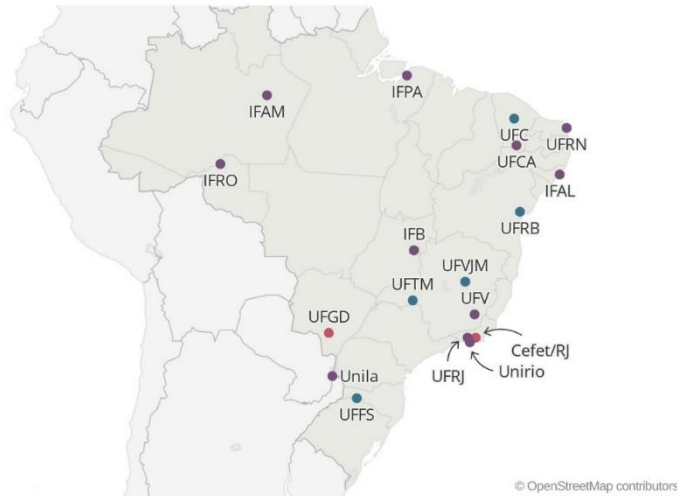 IFPA
IFAM
UFC
UFRN
UFCA
IFRO
IFAL
UFRB
IFB
UFVJM
UFTM
UFV
UFGD
Cefet/RJ
UFRJ
Unirio
Unila
UFFS
© OpenStreetMap contributors